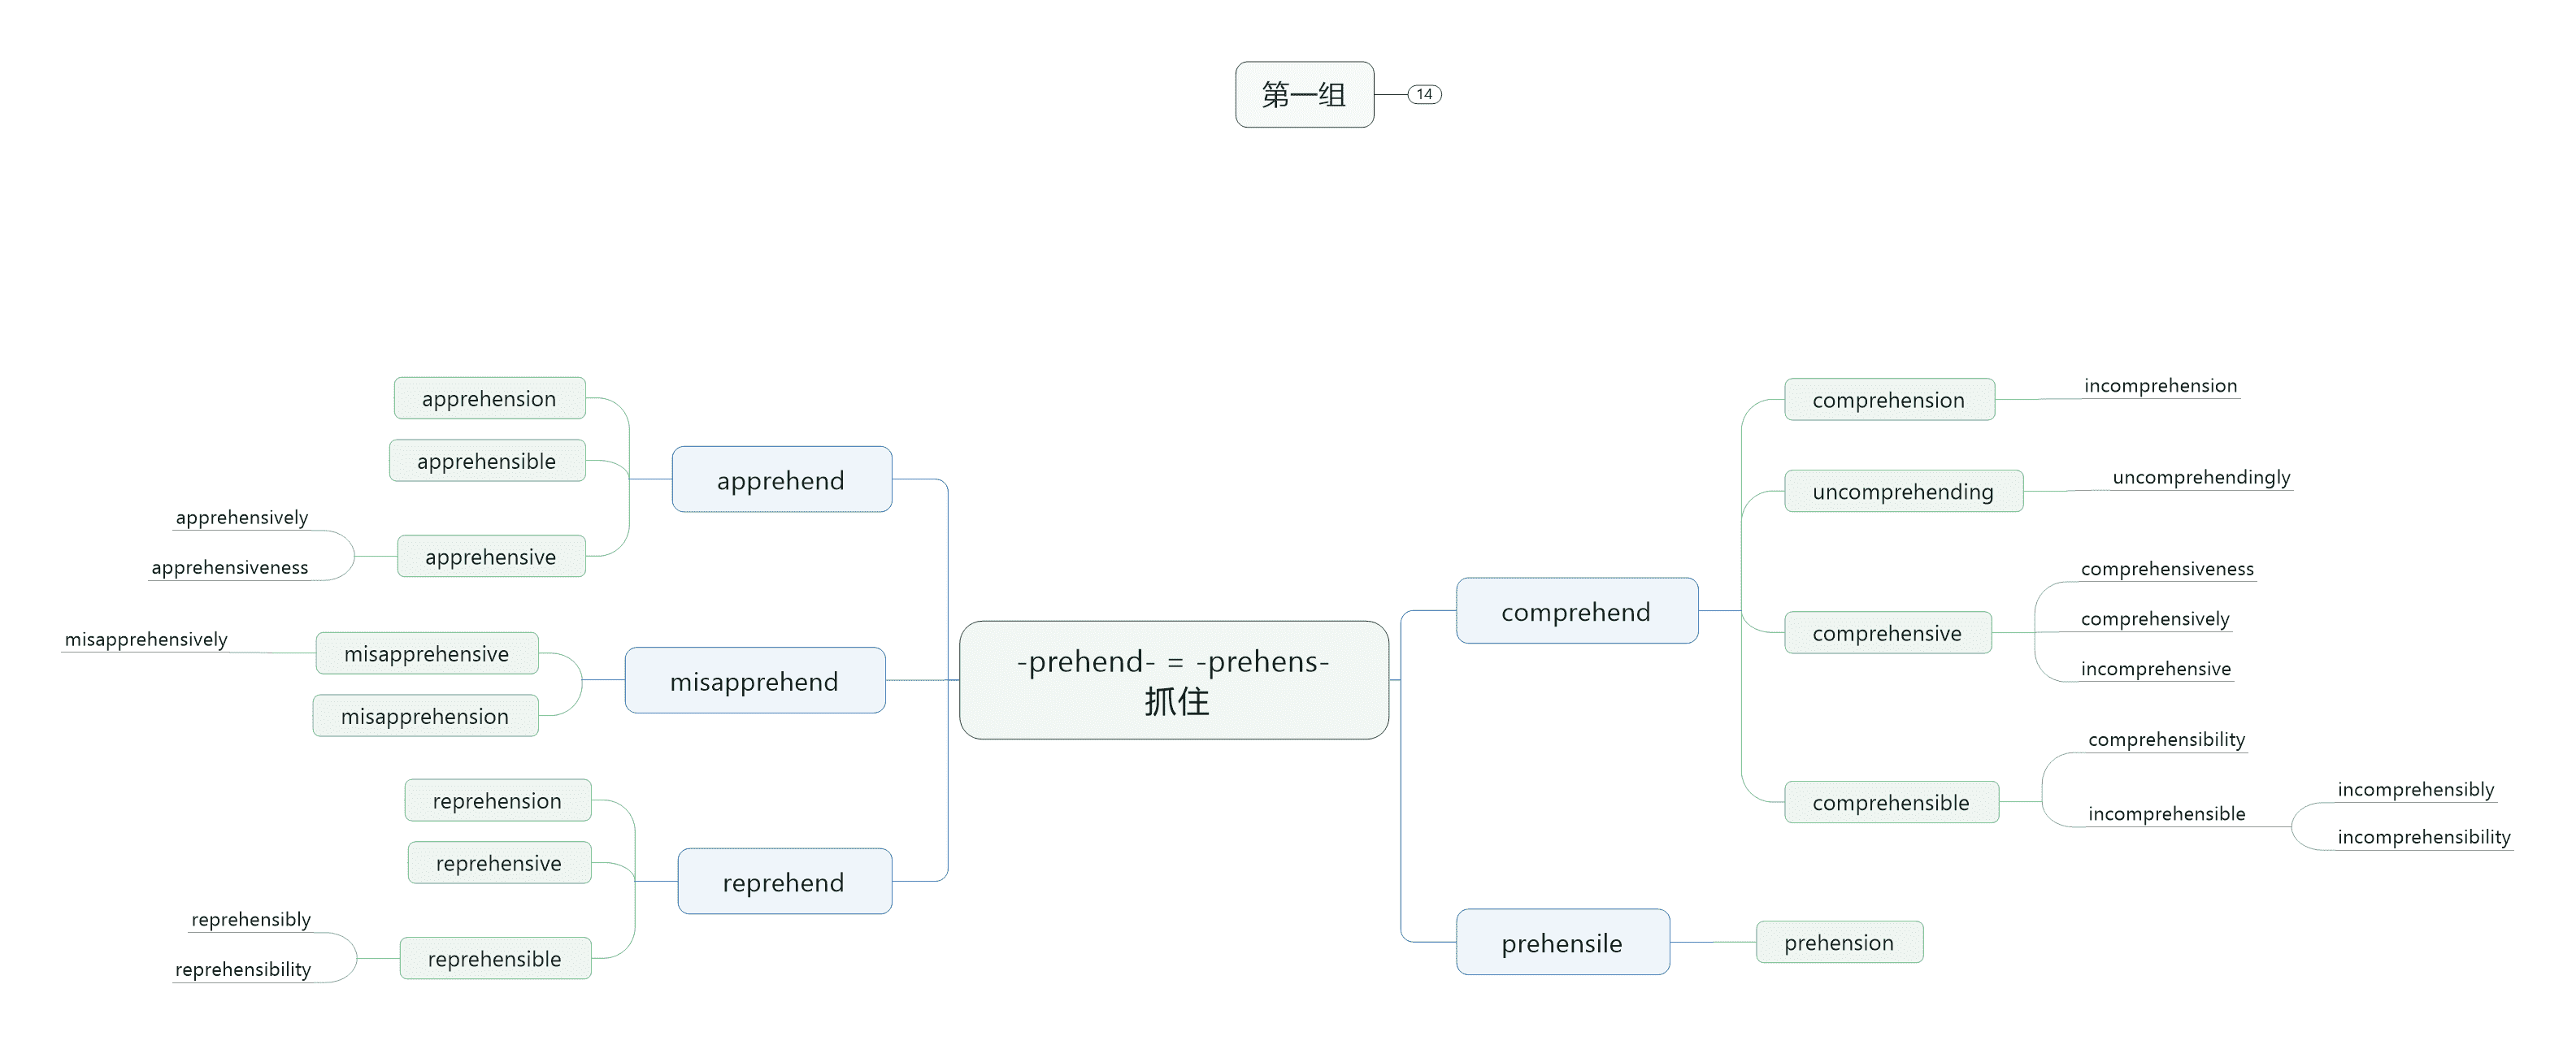 第一组
14
apprehension
apprehensible
apprehend
apprehensively
apprehensive
apprehensiveness
misapprehensively
misapprehensive
misapprehend
misapprehension
reprehension
reprehensive
reprehend
reprehensibly
reprehensible
reprehensibility
-prehend- = -prehens-
抓住
comprehension
incomprehension
uncomprehending
uncomprehendingly
comprehend
comprehensive
comprehensiveness
comprehensively
incomprehensive
comprehensible
comprehensibility
incomprehensible
incomprehensibly
incomprehensibility
prehensile
prehension